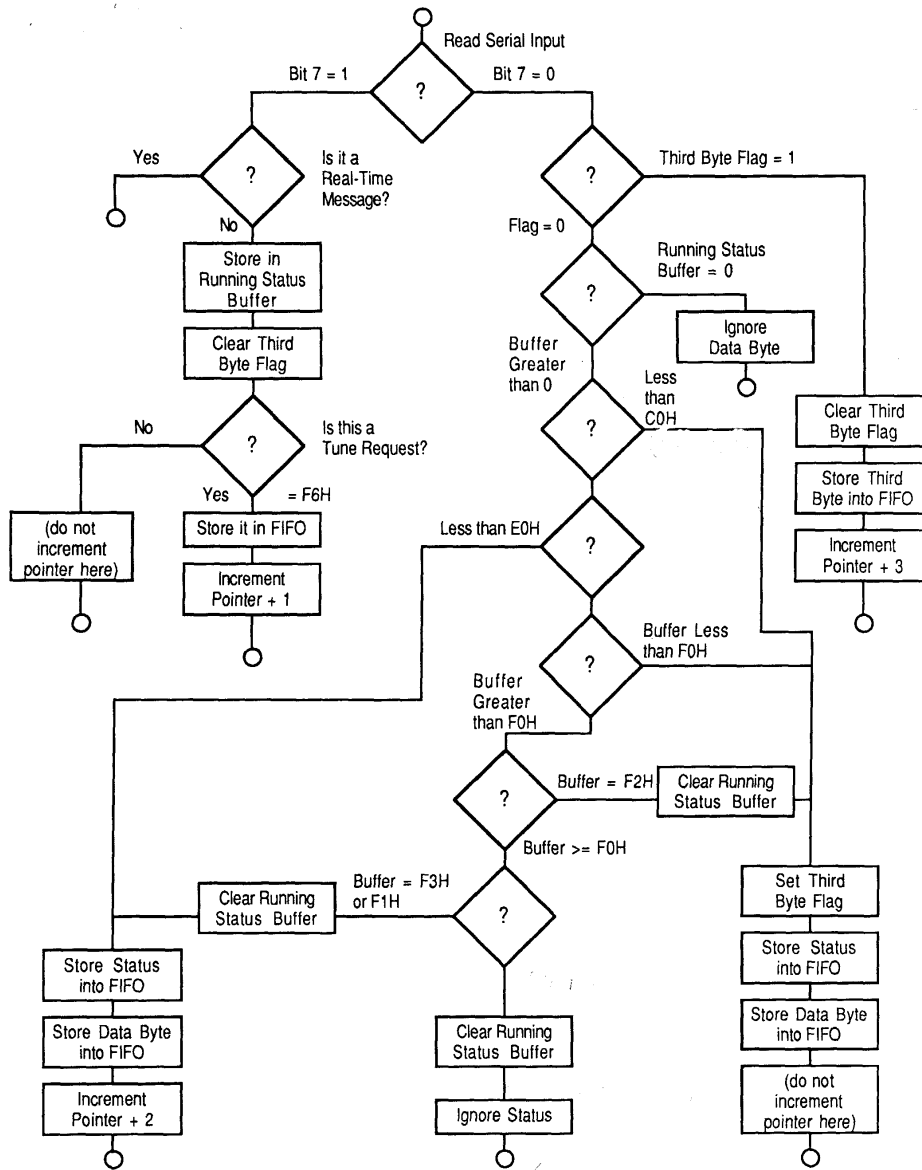 Read Serial Input
Bit 7 = 1
?
Bit 7 = 0
Yes
?
Is it a
Real-Time
Message?
No
?
Third Byte Flag = 1
Flag = 0
Store in
Running Status
Buffer
?
Running Status
Buffer = 0
Ignore
Data Byte
Clear Third
Byte Flag
Buffer
Greater
than 0
Less
than
C0H
?
No
?
Is this a
Tune Request?
Yes
= F6H
Clear Third
Byte Flag
Store Third
Byte into FIFO
Increment
Pointer + 3
(do not
increment
pointer here)
Store it in FIFO
Increment
Pointer + 1
Less than E0H
?
?
Buffer Less
than F0H
Buffer
Greater
than F0H
?
Buffer = F2H
Clear Running
Status Buffer
Buffer >= F0H
Clear Running
Status Buffer
Buffer = F3H
or F1H
?
Store Status
into FIFO
Store Data Byte
into FIFO
Increment
Pointer + 2
Clear Running
Status Buffer
Ignore Status
Set Third
Byte Flag
Store Status
into FIFO
Store Data Byte
into FIFO
(do not
increment
pointer here)